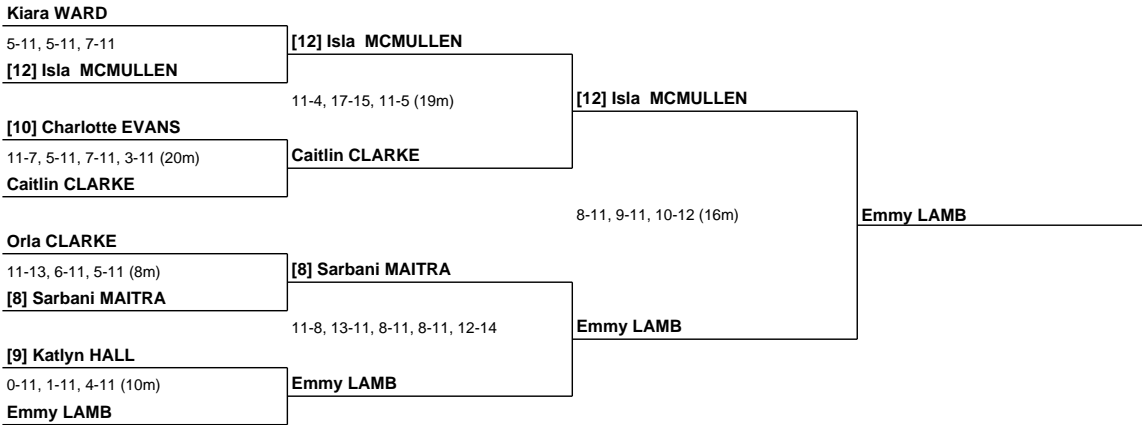 Kiara WARD
5-11, 5-11, 7-11
[12] Isla  MCMULLEN
[12] Isla  MCMULLEN
11-4, 17-15, 11-5 (19m)
[12] Isla  MCMULLEN
[10] Charlotte EVANS
11-7, 5-11, 7-11, 3-11 (20m)
Caitlin CLARKE
Caitlin CLARKE
8-11, 9-11, 10-12 (16m)
Emmy LAMB
Orla CLARKE
11-13, 6-11, 5-11 (8m)
[8] Sarbani MAITRA
[8] Sarbani MAITRA
11-8, 13-11, 8-11, 8-11, 12-14
Emmy LAMB
[9] Katlyn HALL
0-11, 1-11, 4-11 (10m)
Emmy LAMB
Emmy LAMB